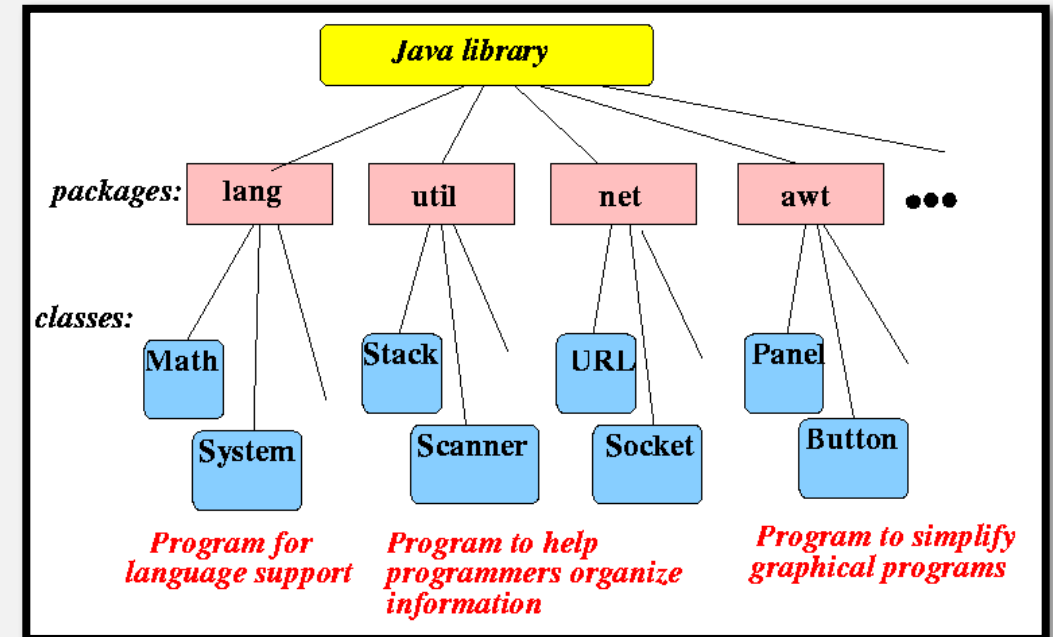 Java library
packages:
lang
util
net
awt
classes:
Math
Stack
URL
Panel
System
Scanner
Socket
Button
Program for
language support
Program to help
programmers organize
information
Program to simplify
graphical programs